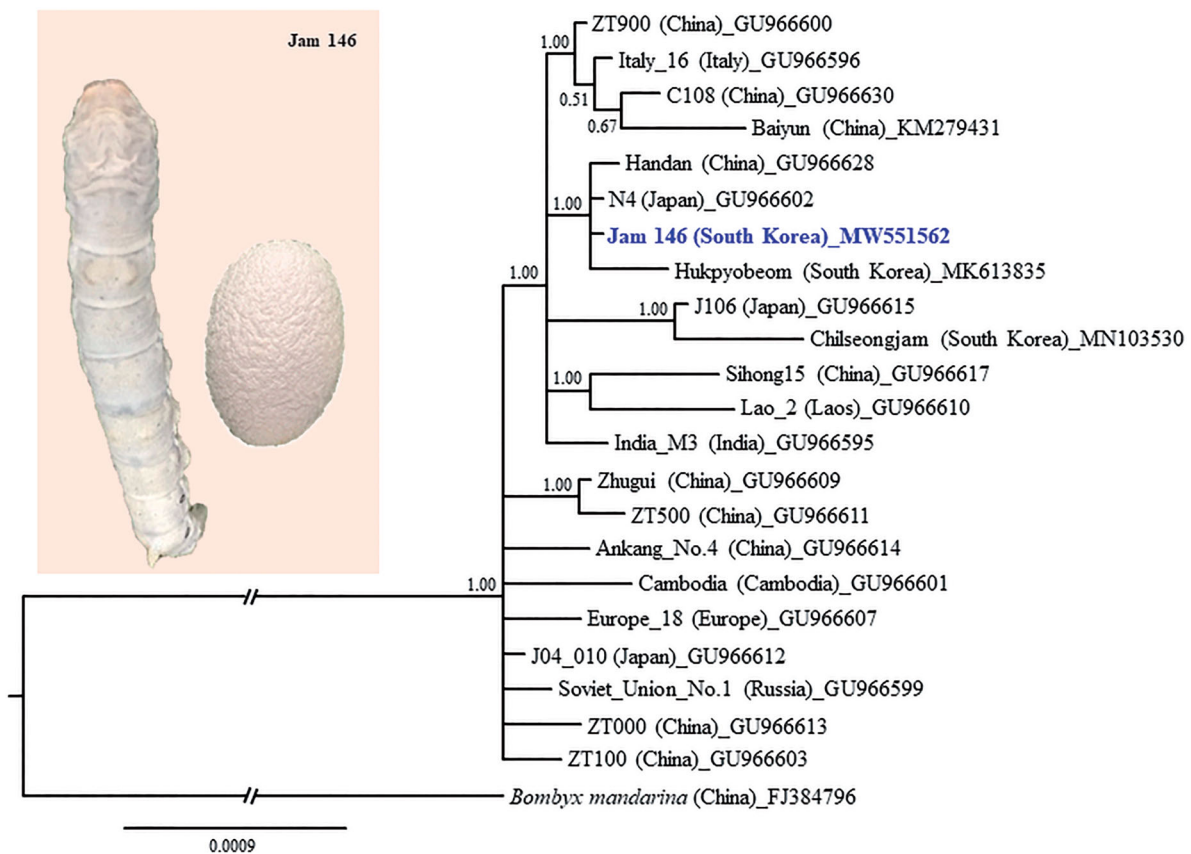 Jam 146
1.00
ZT900 (China)_GU966600
Italy_16 (Italy)_GU966596
0.51
C108 (China)_GU966630
0.67
Baiyun (China)_KM279431
Handan (China)_GU966628
1.00
N4 (Japan)_GU966602
Jam 146 (South Korea)_MW551562
Hukpyobeom (South Korea)_MK613835
1.00
1.00
J106 (Japan)_GU966615
Chilseongjam (South Korea)_MN103530
1.00
Sihong15 (China)_GU966617
Lao_2 (Laos)_GU966610
India_M3 (India)_GU966595
1.00
Zhugui (China)_GU966609
ZT500 (China)_GU966611
Ankang_No.4 (China)_GU966614
1.00
Cambodia (Cambodia)_GU966601
Europe_18 (Europe)_GU966607
J04_010 (Japan)_GU966612
Soviet_Union_No.1 (Russia)_GU966599
ZT000 (China)_GU966613
ZT100 (China)_GU966603
Bombyx mandarina (China)_FJ384796
0.0009